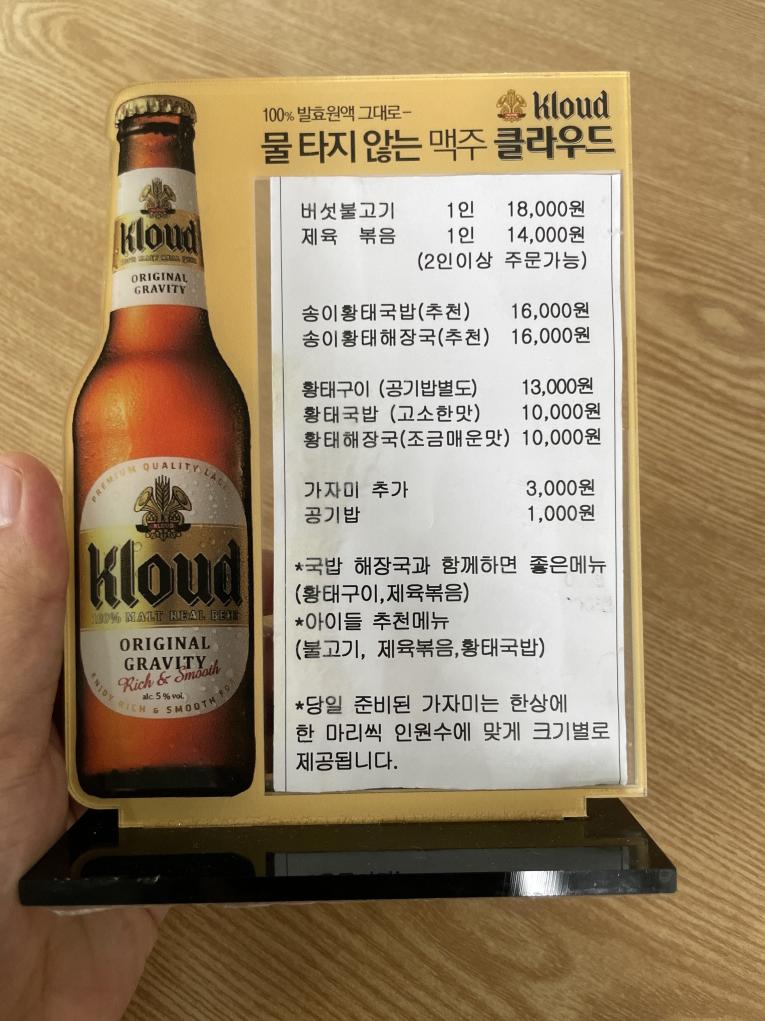 100% 발효원액 그대로-
Kloud
물 타지 않는 맥주 클라우드
버섯불고기 1인 18,000원
제육 볶음 1인 14,000원
(2인이상 주문가능)
송이황태국밥(추천) 16,000원
송이황태해장국(추천) 16,000원
황태구이 (공기밥별도) 13,000원
황태국밥 (고소한맛) 10,000원
황태해장국(조금매운맛) 10,000원
가자미 추가 3,000원
공기밥 1,000원
*국밥 해장국과 함께하면 좋은메뉴
(황태구이,제육볶음)
*아이들 추천메뉴
(불고기, 제육볶음,황태국밥)
*당일 준비된 가자미는 한상에
한 마리씩 인원수에 맞게 크기별로
제공됩니다.
Kloud
100% MALT REAL BEER
ORIGINAL
GRAVITY
PREMIUM QUALITY LAG
KLOUD
Kloud
100% MALT REAL BEER
ORIGINAL
GRAVITY
Rich & Smooth
alc. 5 % vol.
ENJOY RICH & SMOOTH FO